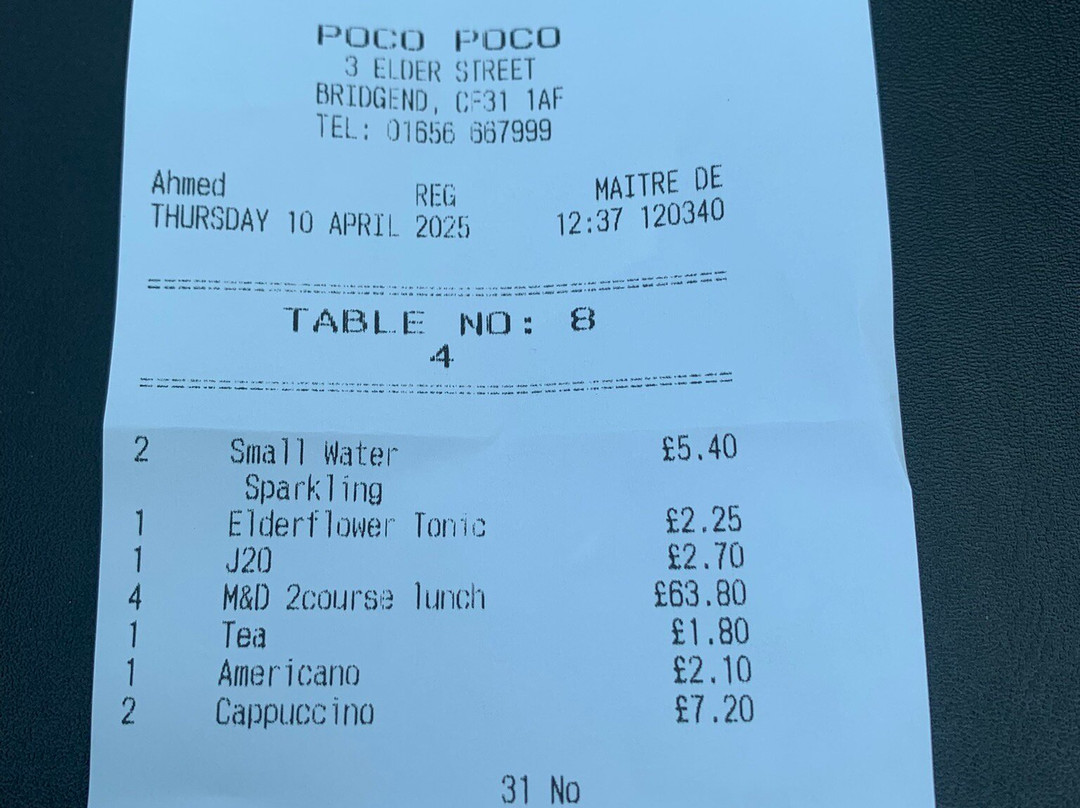 POCO POCO
3 ELDER STREET
BRIDGEND, CF31 1AF
TEL: 01656 667999
Ahmed REG MAITRE DE
THURSDAY 10 APRIL 2025 12:37 120340
TABLE NO: 8
4
2 Small Water £5.40
Sparkling
1 Elderflower Tonic £2.25
1 J20 £2.70
4 M&D 2course lunch £63.80
1 Tea £1.80
1 Americano £2.10
2 Cappuccino £7.20
31 No